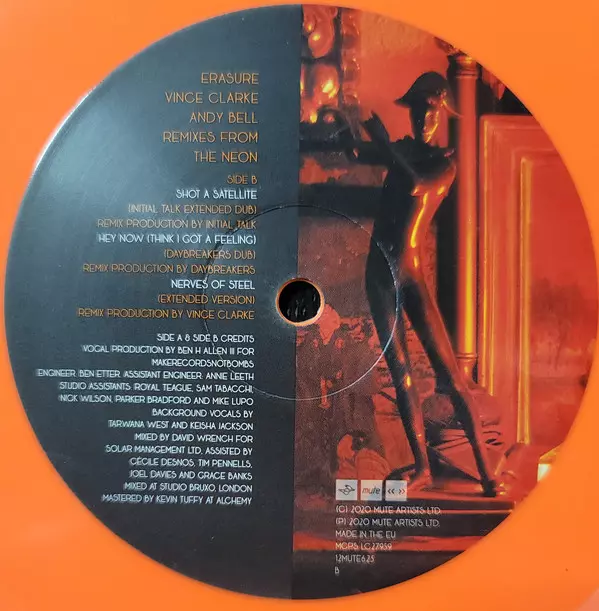 ERASURE
VINCE CLARKE
ANDY BELL
REMIXES FROM
THE NEON
SIDE B
SHOT A SATELLITE
(INITIAL TALK EXTENDED DUB)
REMIX PRODUCTION BY INITIAL TALK
HEY NOW (THINK I GOT A FEELING)
(DAYBREAKERS DUB)
REMIX PRODUCTION BY DAYBREAKERS
NERVES OF STEEL
(EXTENDED VERSION)
REMIX PRODUCTION BY VINCE CLARKE
SIDE A & SIDE B CREDITS
VOCAL PRODUCTION BY BEN H ALLEN III FOR
MAKERECORDSNOTBOMBS
ENGINEER: BEN ETTER. ASSISTANT ENGINEER: ANNE LEETH
STUDIO ASSISTANTS: ROYAL TEAGUE, SAM TABACCHI,
NICK WILSON, PARKER BRADFORD AND MIKE LUPO
BACKGROUND VOCALS BY
TARWANA WEST AND KEISHA JACKSON
MIXED BY DAVID WRENCH FOR
SOLAR MANAGEMENT LTD. ASSISTED BY
CÉCILE DESNOS, TIM PENNELLS,
JOEL DAVIES AND GRACE BANKS
MIXED AT STUDIO BRUXO, LONDON
MASTERED BY KEVIN TUFFY AT ALCHEMY
mute
(C) 2020 MUTE ARTISTS LTD.
(P) 2020 MUTE ARTISTS LTD.
MADE IN THE EU
MCPS LC27959
12MUTE623
B